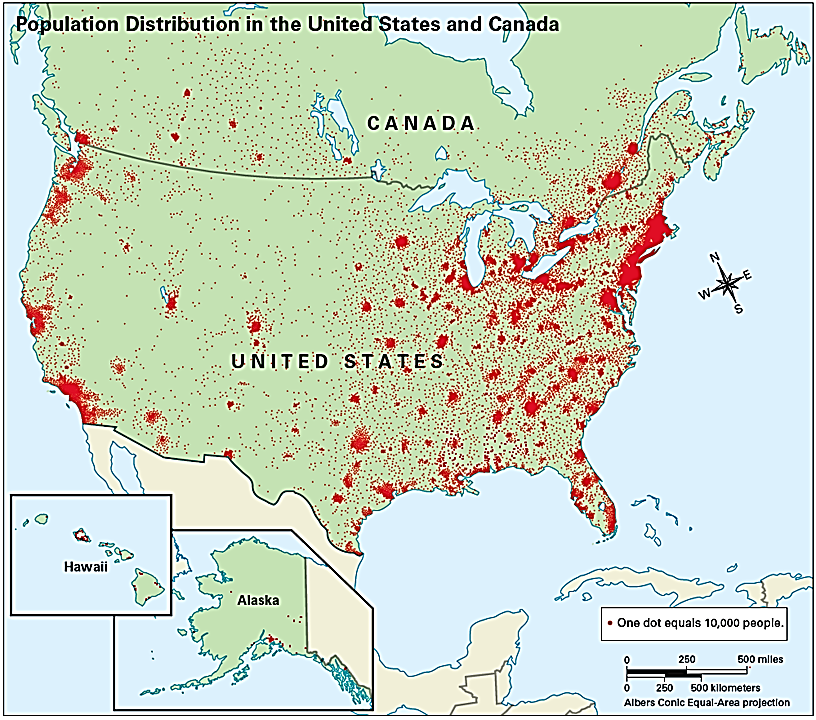 Population Distribution in the United States and Canada
CANADA
N
W E
S
UNITED STATES
Hawaii
Alaska
One dot equals 10,000 people.
0 250 500 miles
0 250 500 kilometers
Albers Conic Equal-Area projection